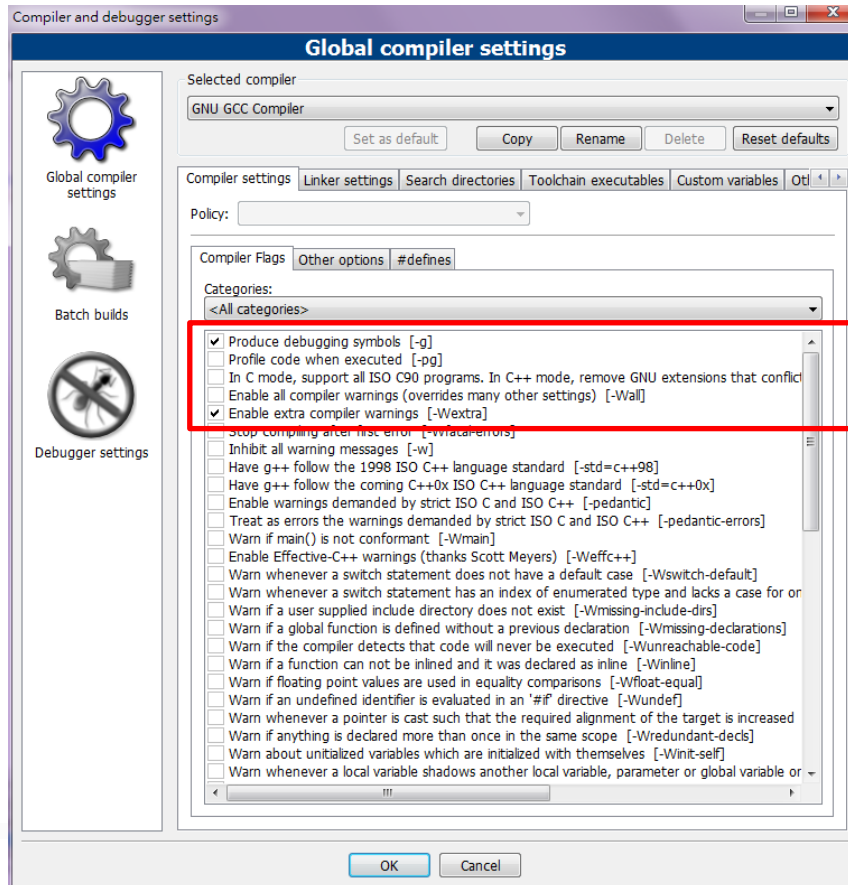 Compiler and debugger settings
Global compiler settings
Global compiler
settings
Batch builds
Debugger settings
Selected compiler
GNU GCC Compiler
Set as default
Copy
Rename
Delete
Reset defaults
Compiler settings
Linker settings
Search directories
Toolchain executables
Custom variables
Otl
Policy:
Compiler Flags
Other options
#defines
Categories:
<All categories>
Produce debugging symbols [-g]
Profile code when executed [-pg]
In C mode, support all ISO C90 programs. In C++ mode, remove GNU extensions that conflict
Enable all compiler warnings (overrides many other settings) [-Wall]
Enable extra compiler warnings [-Wextra]
Stop compiling after first error [-Wfatal-errors]
Inhibit all warning messages [-w]
Have g++ follow the 1998 ISO C++ language standard [-std=c++98]
Have g++ follow the coming C++0x ISO C++ language standard [-std=c++0x]
Enable warnings demanded by strict ISO C and ISO C++ [-pedantic]
Treat as errors the warnings demanded by strict ISO C and ISO C++ [-pedantic-errors]
Warn if main() is not conformant [-Wmain]
Enable Effective-C++ warnings (thanks Scott Meyers) [-Weffc++]
Warn whenever a switch statement does not have a default case [-Wswitch-default]
Warn whenever a switch statement has an index of enumerated type and lacks a case for on
Warn if a user supplied include directory does not exist [-Wmissing-include-dirs]
Warn if a global function is defined without a previous declaration [-Wmissing-declarations]
Warn if the compiler detects that code will never be executed [-Wunreachable-code]
Warn if a function can not be inlined and it was declared as inline [-Winline]
Warn if floating point values are used in equality comparisons [-Wfloat-equal]
Warn if an undefined identifier is evaluated in an '#if' directive [-Wundef]
Warn whenever a pointer is cast such that the required alignment of the target is increased
Warn if anything is declared more than once in the same scope [-Wredundant-decls]
Warn about unitialized variables which are initialized with themselves [-Winit-self]
Warn whenever a local variable shadows another local variable, parameter or global variable or
OK
Cancel